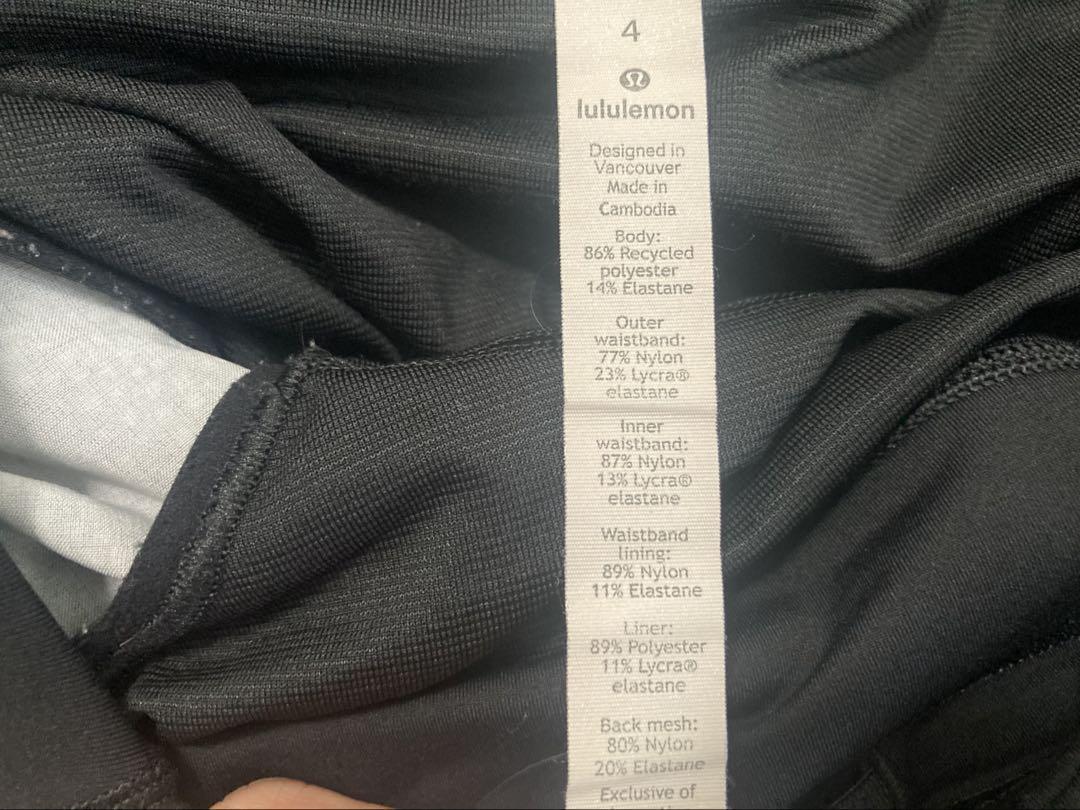 4
lululemon
Designed in
Vancouver
Made in
Cambodia
Body:
86% Recycled
polyester
14% Elastane
Outer
waistband:
77% Nylon
23% Lycra®
elastane
Inner
waistband:
87% Nylon
13% Lycra®
elastane
Waistband
lining:
89% Nylon
11% Elastane
Liner:
89% Polyester
11% Lycra®
elastane
Back mesh:
80% Nylon
20% Elastane
Exclusive of